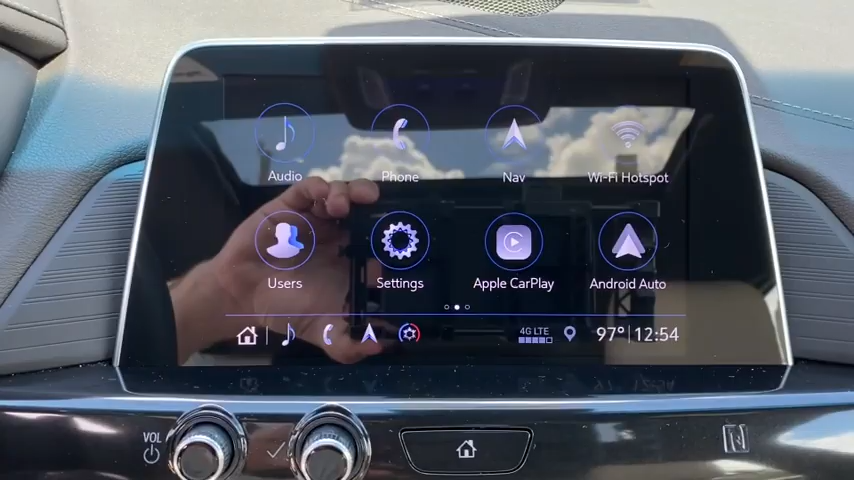 Audio Phone Nav Wi-Fi Hotspot
Users Settings Apple CarPlay Android Auto
4G LTE 97° 12:54
VOL